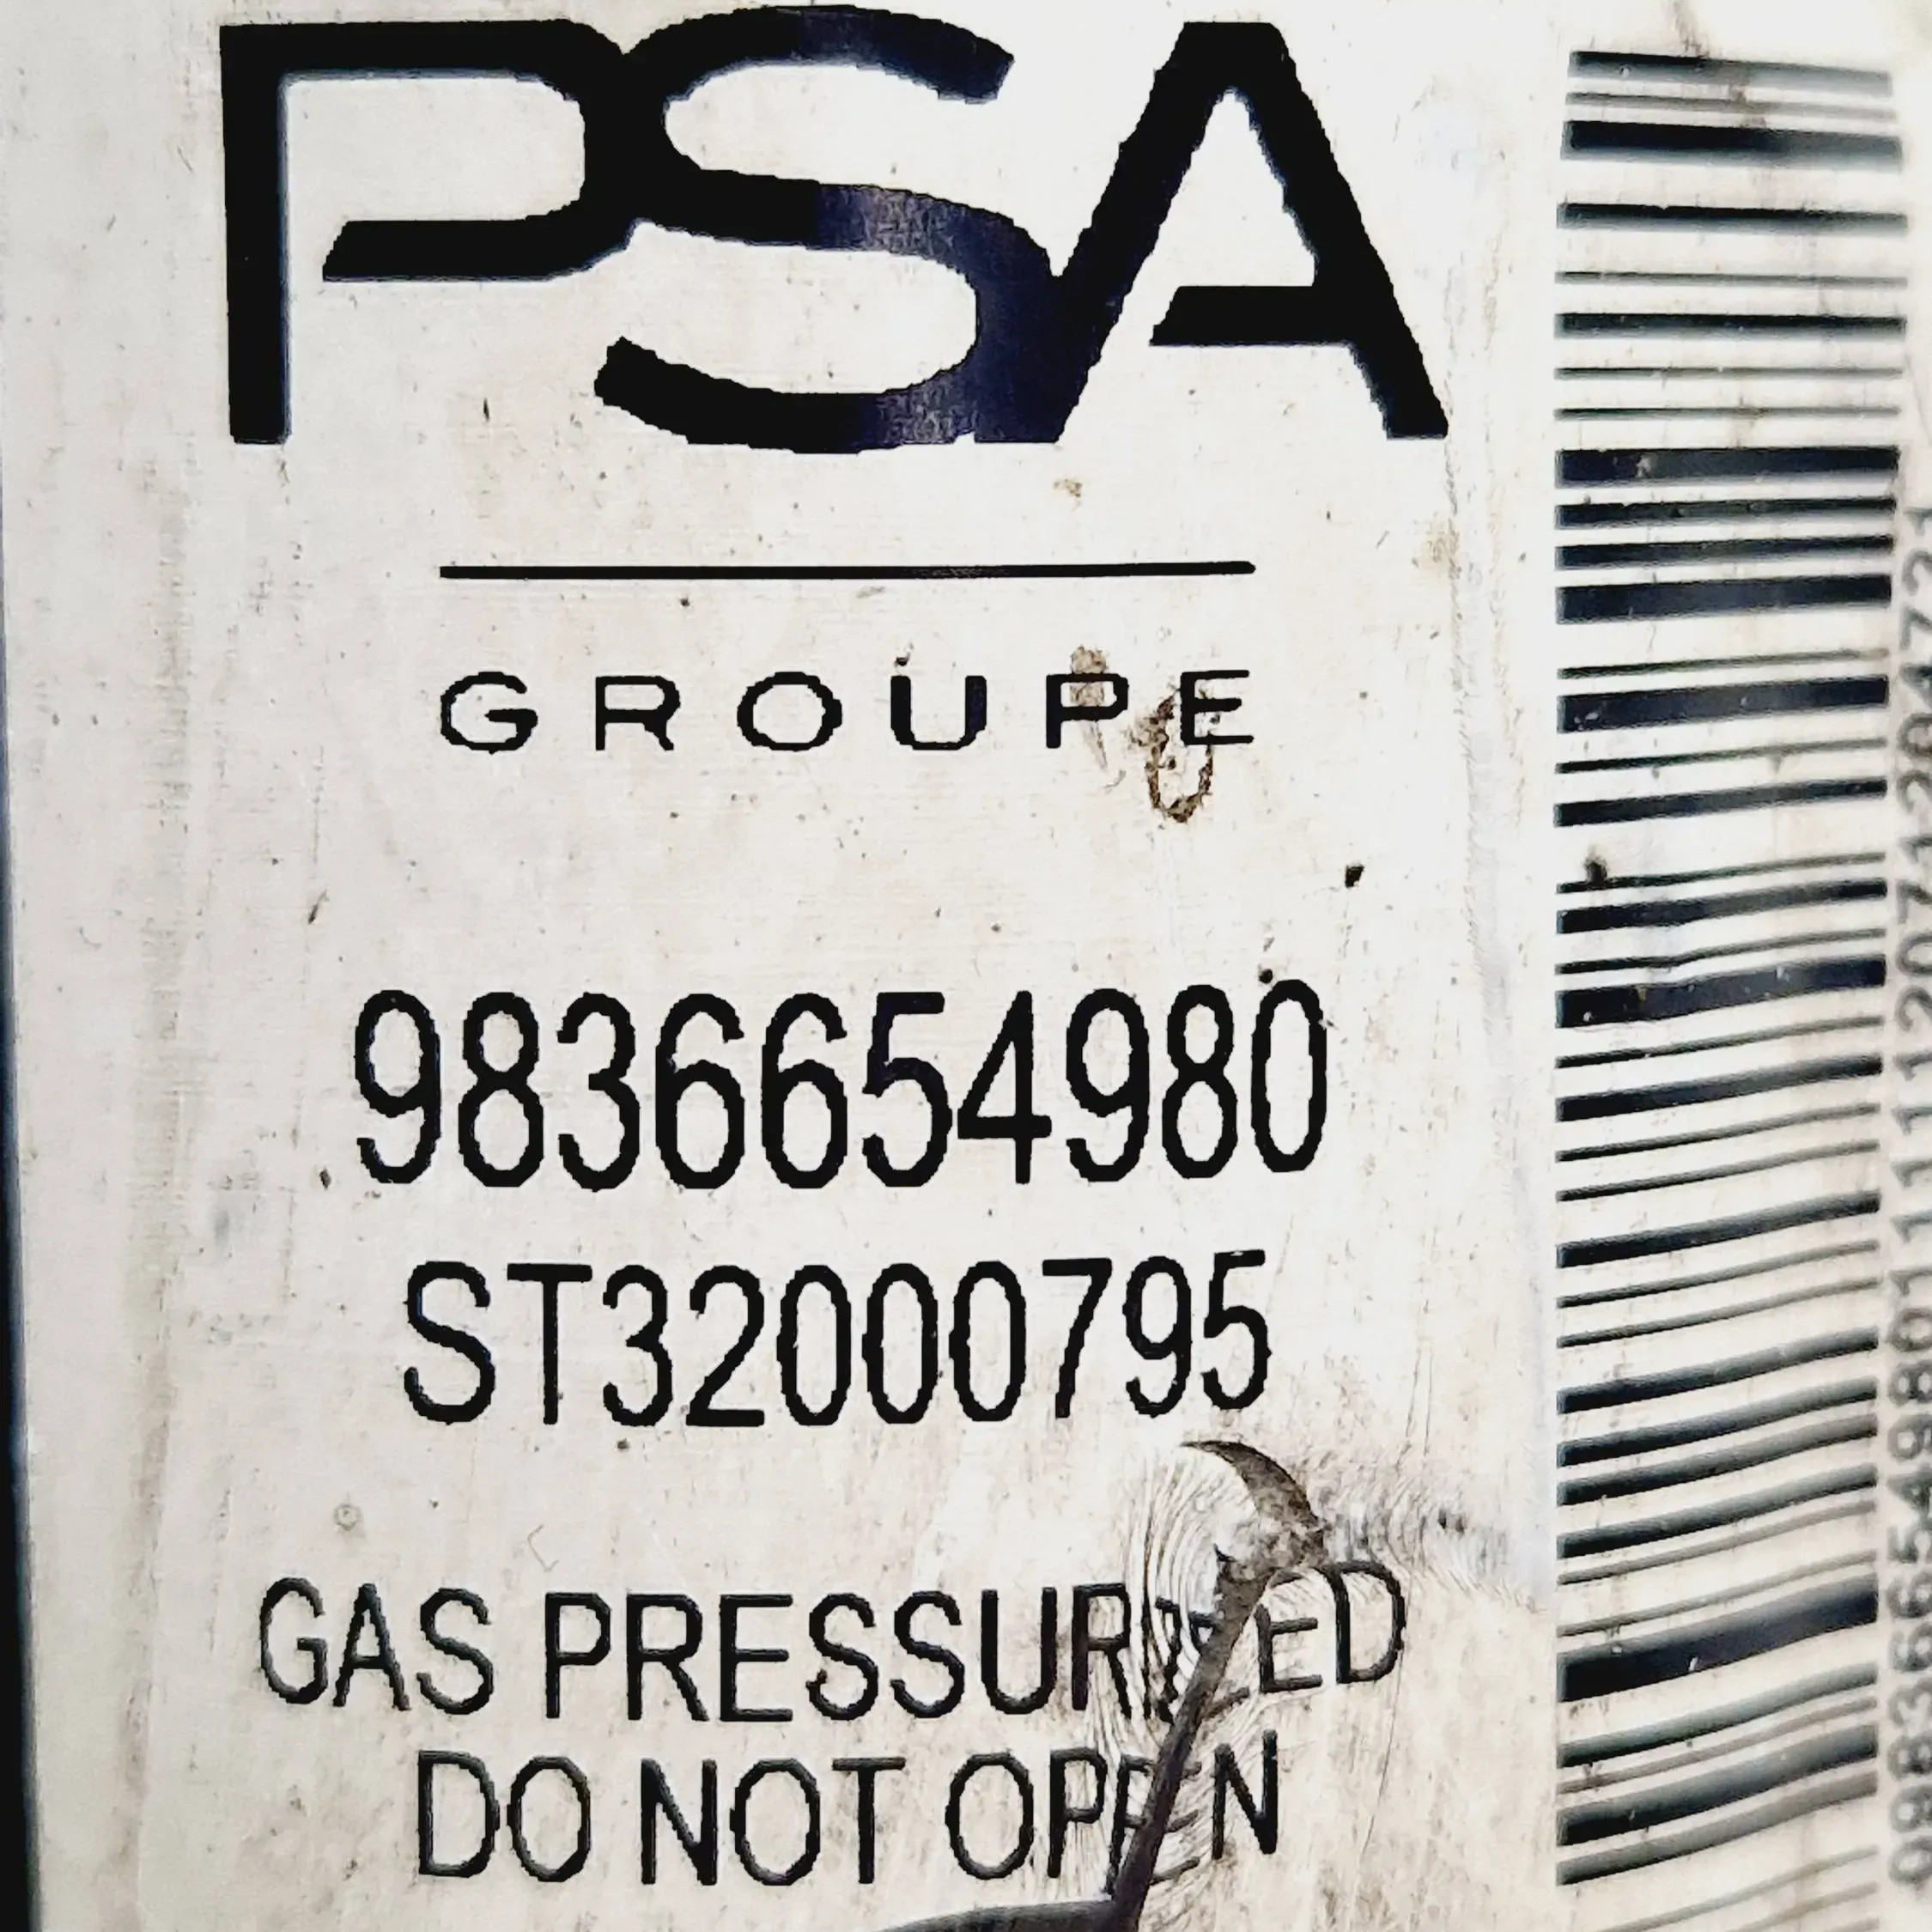 PSA
GROUPE
9836654980
ST32000795
GAS PRESSURIZED
DO NOT OPEN